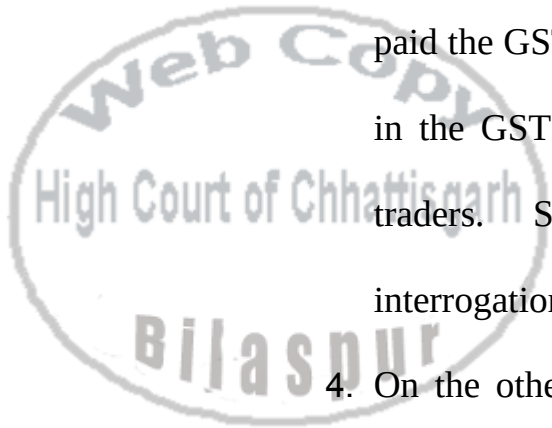 Web Copy
High Court of Chhattisgarh
Bilaspur
paid the GST
in the GST
traders. S
interrogation
4. On the othe